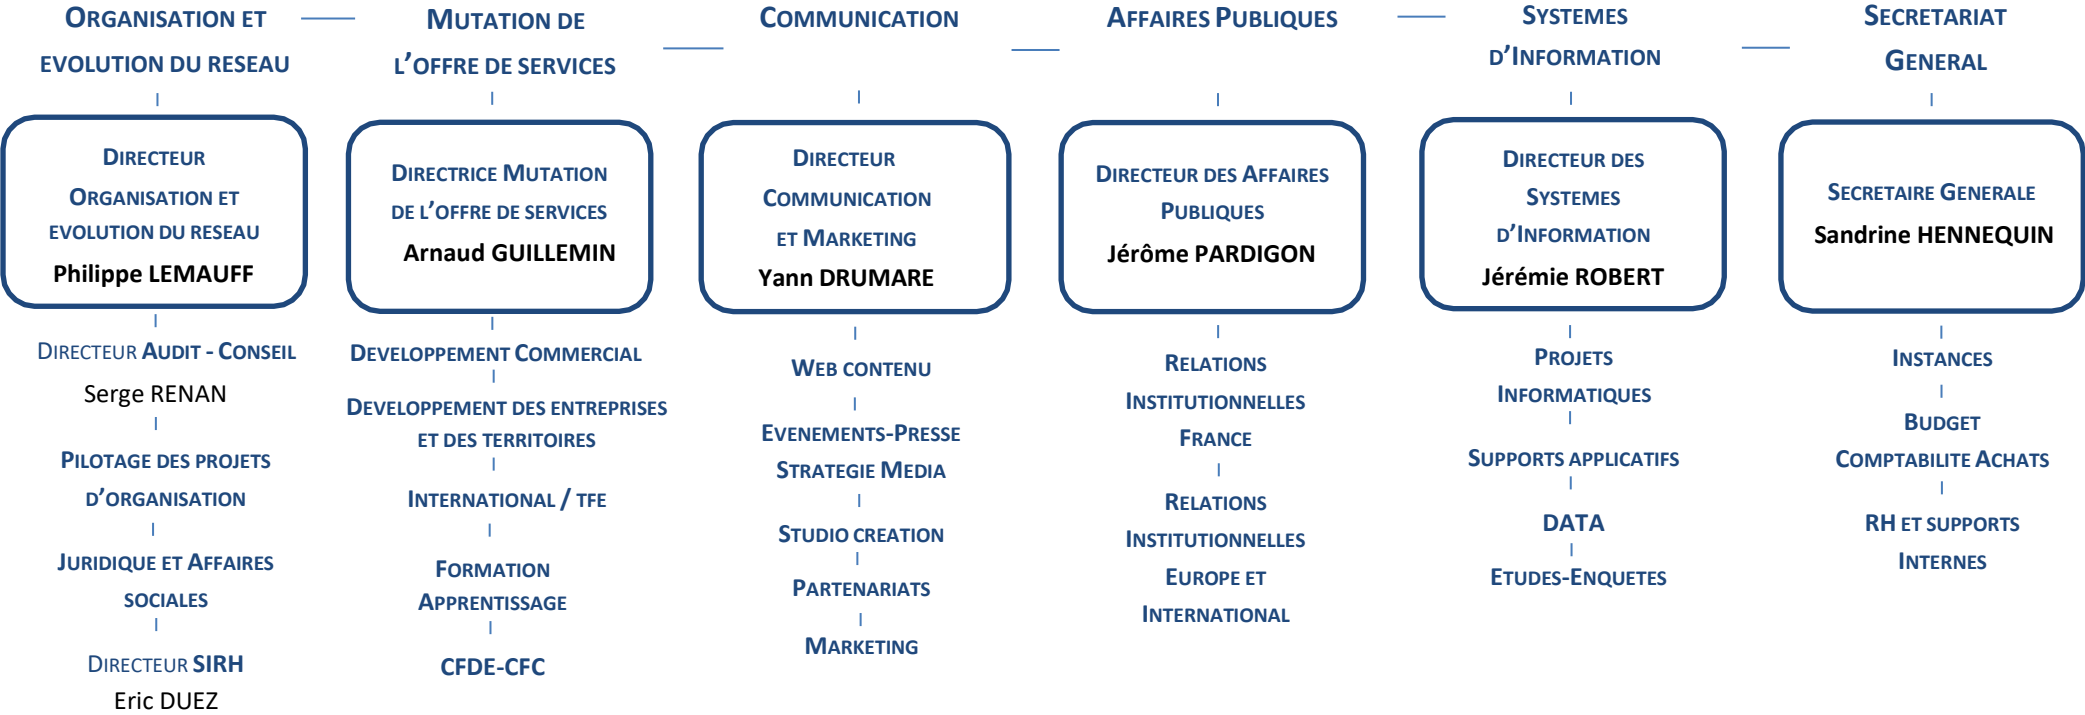 ORGANISATION ET
EVOLUTION DU RESEAU
DIRECTEUR
ORGANISATION ET
EVOLUTION DU RESEAU
Philippe LEMAUFF
DIRECTEUR AUDIT - CONSEIL
Serge RENAN
PILOTAGE DES PROJETS
D'ORGANISATION
JURIDIQUE ET AFFAIRES
SOCIALES
DIRECTEUR SIRH
Eric DUEZ
MUTATION DE
L'OFFRE DE SERVICES
DIRECTRICE MUTATION
DE L'OFFRE DE SERVICES
Arnaud GUILLEMIN
DEVELOPPEMENT COMMERCIAL
DEVELOPPEMENT DES ENTREPRISES
ET DES TERRITOIRES
INTERNATIONAL / TFE
FORMATION
APPRENTISSAGE
CFDE-CFC
COMMUNICATION
DIRECTEUR
COMMUNICATION
ET MARKETING
Yann DRUMARE
WEB CONTENU
EVENEMENTS-PRESSE
STRATEGIE MEDIA
STUDIO CREATION
PARTENARIATS
MARKETING
AFFAIRES PUBLIQUES
DIRECTEUR DES AFFAIRES
PUBLIQUES
Jérôme PARDIGON
RELATIONS
INSTITUTIONNELLES
FRANCE
RELATIONS
INSTITUTIONNELLES
EUROPE ET
INTERNATIONAL
SYSTEMES
D'INFORMATION
DIRECTEUR DES
SYSTEMES
D'INFORMATION
Jérémie ROBERT
PROJETS
INFORMATIQUES
SUPPORTS APPLICATIFS
DATA
ETUDES-ENQUETES
SECRETARIAT
GENERAL
SECRETAIRE GENERALE
Sandrine HENNEQUIN
INSTANCES
BUDGET
COMPTABILITE ACHATS
RH ET SUPPORTS
INTERNES